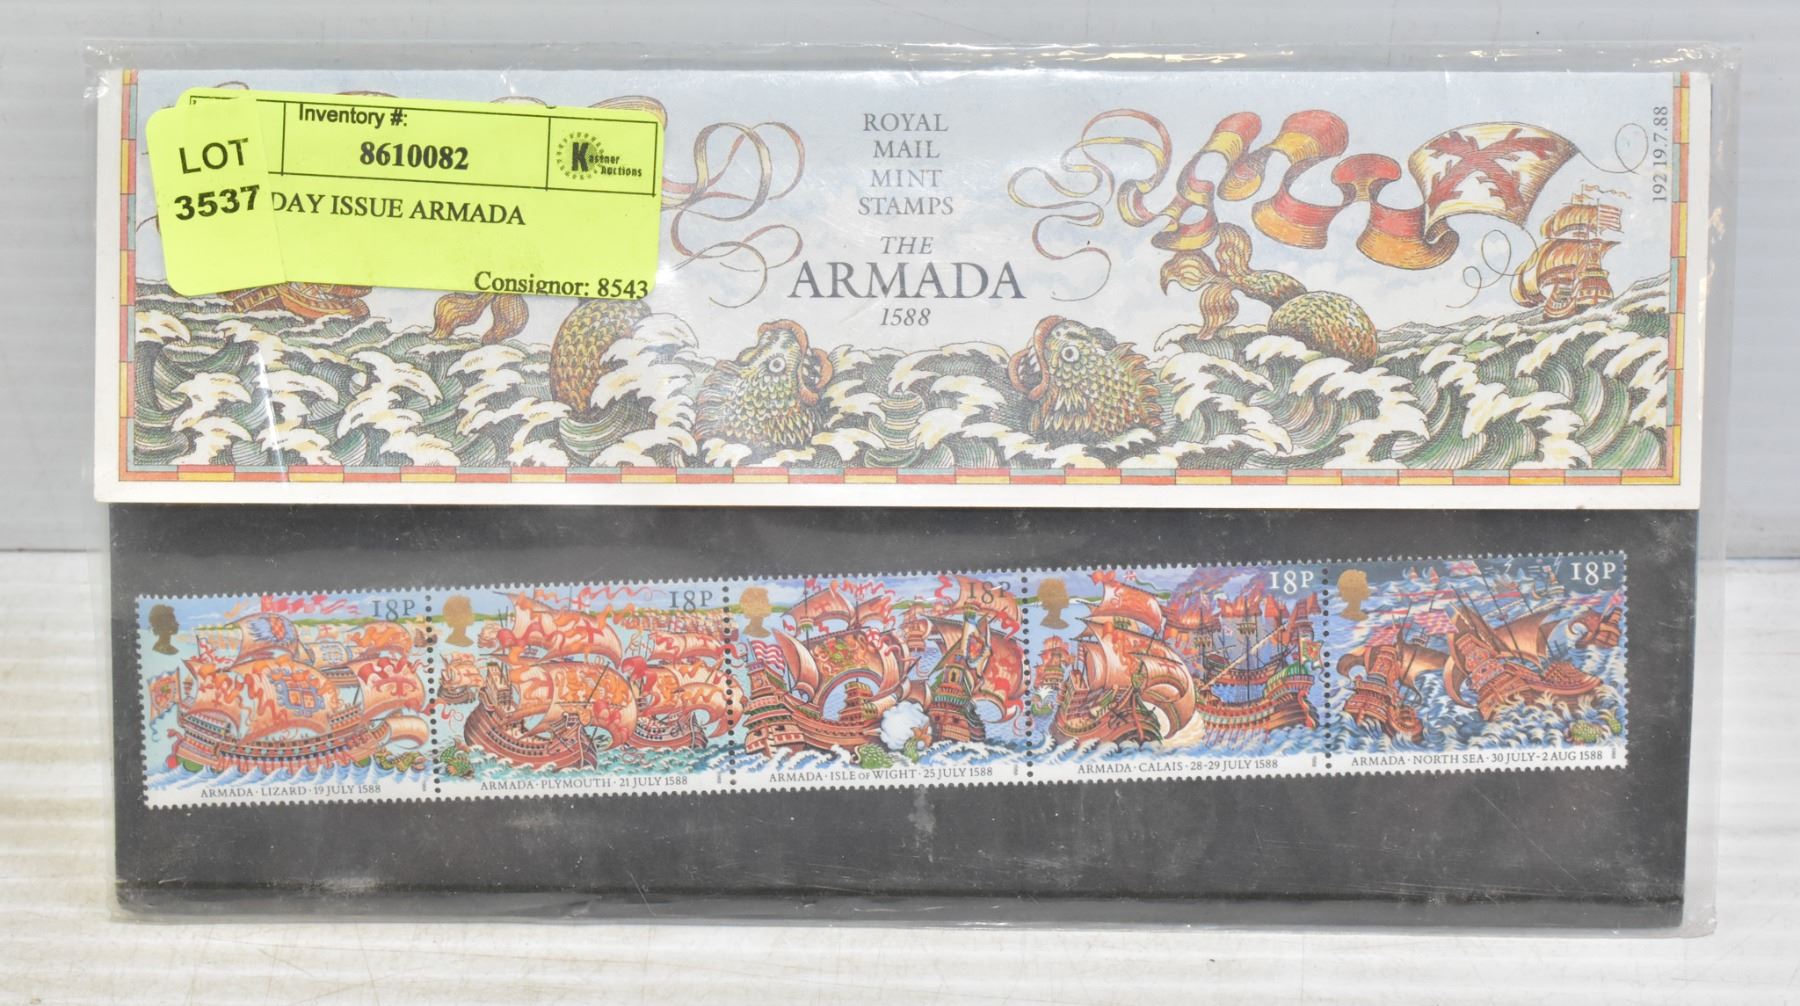 LOT
3537
Inventory #:
8610082
Kastner
Auctions
DAY ISSUE ARMADA
Consignor: 8543
ROYAL
MAIL
MINT
STAMPS
THE
ARMADA
1588
192 19.7.88
18P
18P
18P
18P
18P
ARMADA · LIZARD · 19 JULY 1588
ARMADA · PLYMOUTH · 21 JULY 1588
ARMADA · ISLE OF WIGHT · 25 JULY 1588
ARMADA · CALAIS · 28-29 JULY 1588
ARMADA · NORTH SEA · 30 JULY - 2 AUG 1588